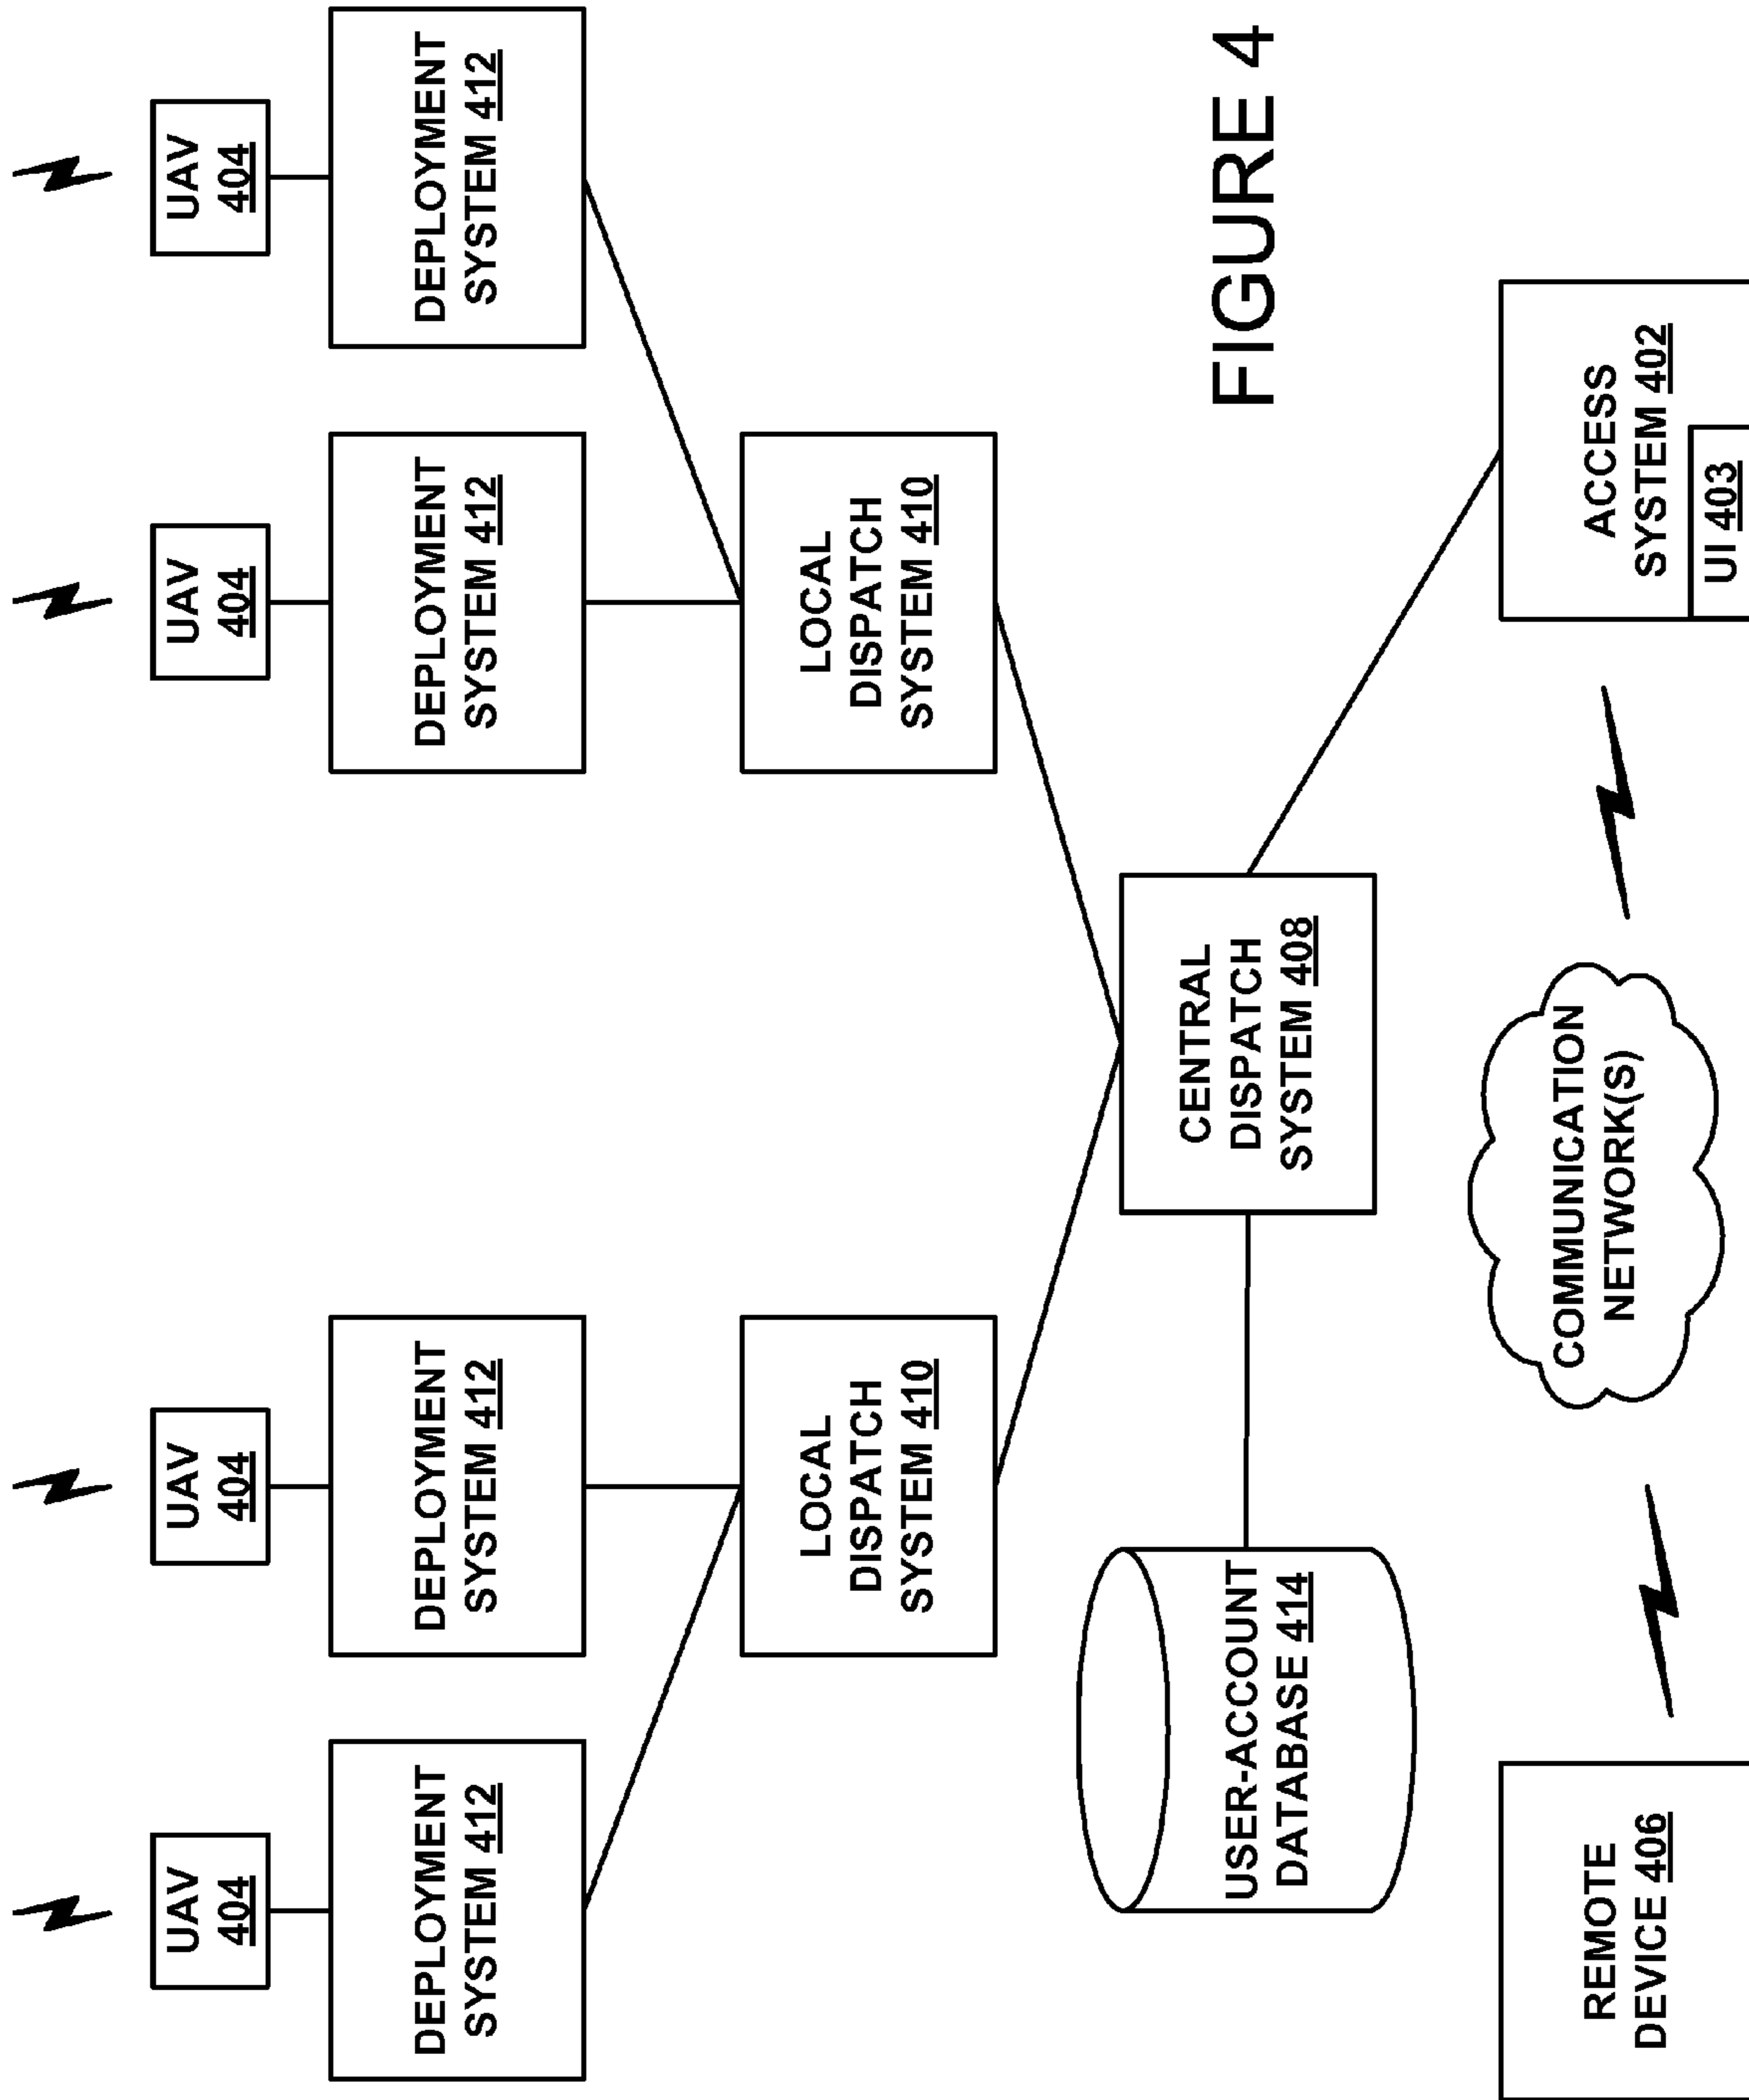 UAV
404
UAV
404
UAV
404
UAV
404
DEPLOYMENT
SYSTEM 412
DEPLOYMENT
SYSTEM 412
DEPLOYMENT
SYSTEM 412
DEPLOYMENT
SYSTEM 412
LOCAL
DISPATCH
SYSTEM 410
LOCAL
DISPATCH
SYSTEM 410
USER-ACCOUNT
DATABASE 414
CENTRAL
DISPATCH
SYSTEM 408
FIGURE 4
REMOTE
DEVICE 406
COMMUNICATION
NETWORK(S)
ACCESS
SYSTEM 402
UI 403